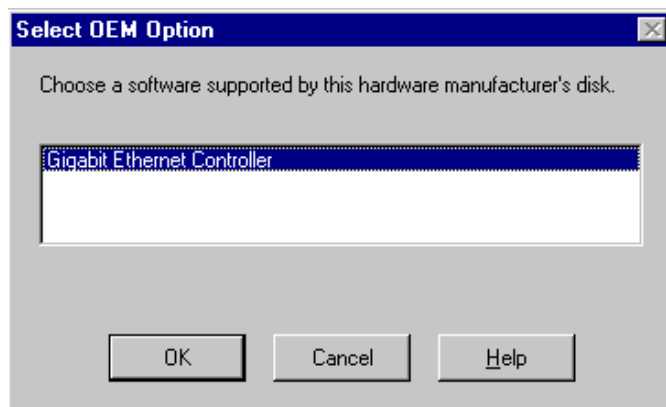 Select OEM Option
Choose a software supported by this hardware manufacturer's disk.
Gigabit Ethernet Controller
OK
Cancel
Help